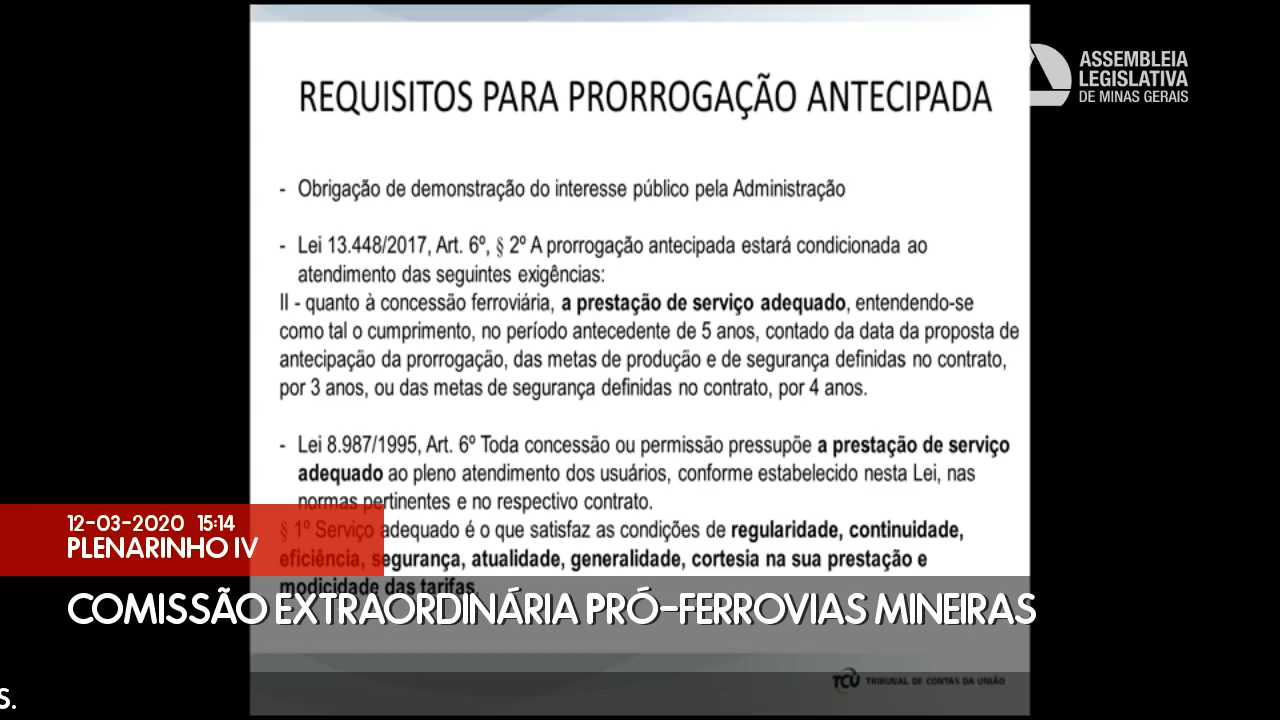 REQUISITOS PARA PRORROGAÇÃO ANTECIPADA
ASSEMBLEIA
LEGISLATIVA
DE MINAS GERAIS
- Obrigação de demonstração do interesse público pela Administração
- Lei 13.448/2017, Art. 6º, § 2º A prorrogação antecipada estará condicionada ao
atendimento das seguintes exigências:
II - quanto à concessão ferroviária, a prestação de serviço adequado, entendendo-se
como tal o cumprimento, no período antecedente de 5 anos, contado da data da proposta de
antecipação da prorrogação, das metas de produção e de segurança definidas no contrato,
por 3 anos, ou das metas de segurança definidas no contrato, por 4 anos.
- Lei 8.987/1995, Art. 6º Toda concessão ou permissão pressupõe a prestação de serviço
adequado ao pleno atendimento dos usuários, conforme estabelecido nesta Lei, nas
normas pertinentes e no respectivo contrato.
§ 1º Serviço adequado é o que satisfaz as condições de regularidade, continuidade,
eficiência, segurança, atualidade, generalidade, cortesia na sua prestação e
modicidade das tarifas.
12-03-2020 15:14
PLENARINHO IV
COMISSÃO EXTRAORDINÁRIA PRÓ-FERROVIAS MINEIRAS
TCU TRIBUNAL DE CONTAS DA UNIÃO
S.